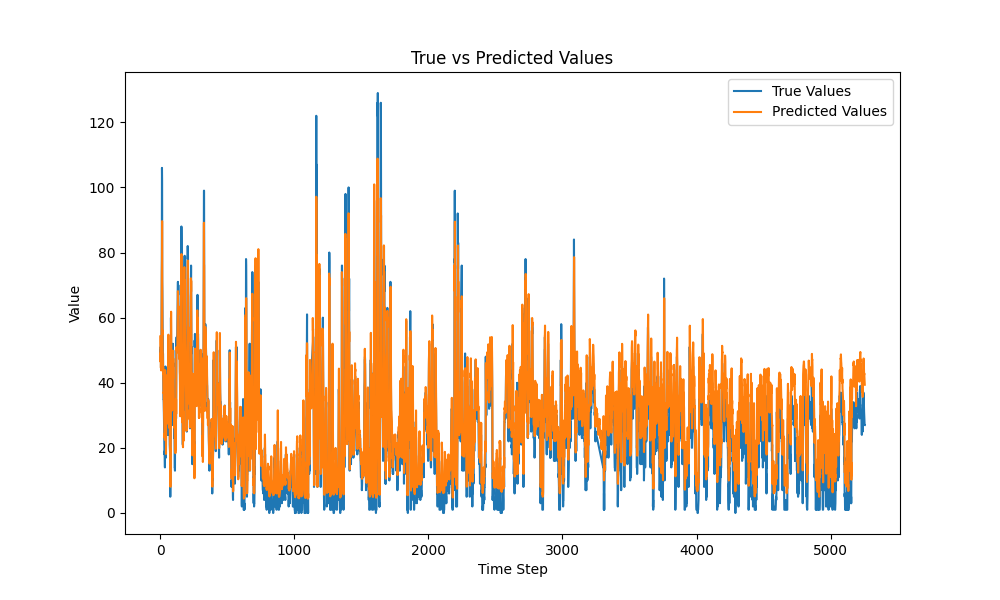 True vs Predicted Values
True Values
Predicted Values
120
100
80
60
40
20
0
Value
0 1000 2000 3000 4000 5000
Time Step